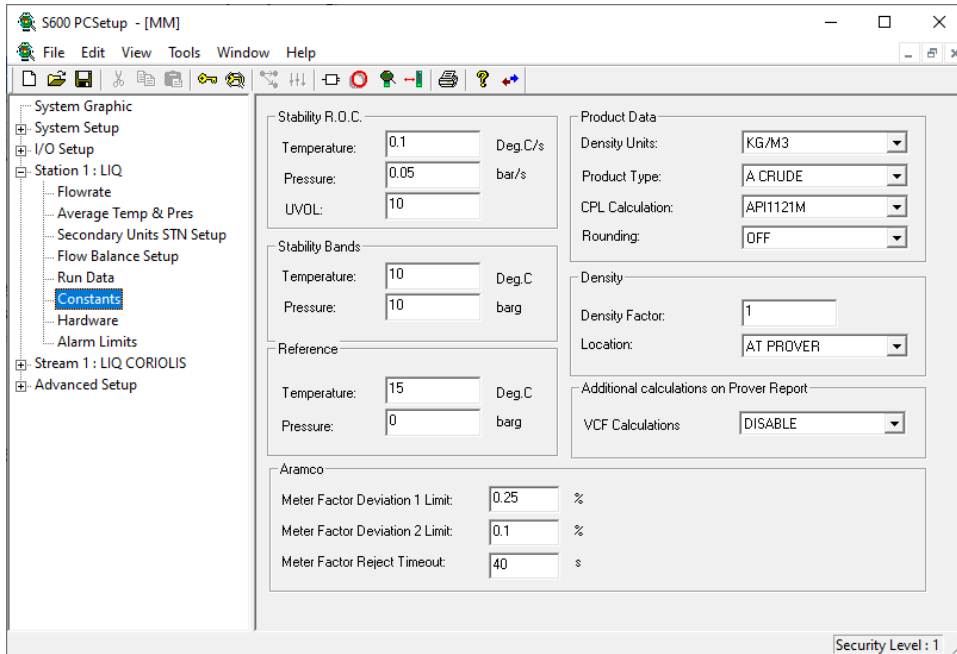 S600 PCSetup - [MM]
File Edit View Tools Window Help
System Graphic
System Setup
I/O Setup
Station 1 : LIQ
Flowrate
Average Temp & Pres
Secondary Units STN Setup
Flow Balance Setup
Run Data
Constants
Hardware
Alarm Limits
Stream 1 : LIQ CORIOLIS
Advanced Setup
Stability R.O.C.
Temperature: 0.1 Deg.C/s
Pressure: 0.05 bar/s
UVOL: 10
Stability Bands
Temperature: 10 Deg.C
Pressure: 10 barg
Reference
Temperature: 15 Deg.C
Pressure: 0 barg
Product Data
Density Units: KG/M3
Product Type: A CRUDE
CPL Calculation: API1121M
Rounding: OFF
Density
Density Factor: 1
Location: AT PROVER
Additional calculations on Prover Report
VCF Calculations DISABLE
Aramco
Meter Factor Deviation 1 Limit: 0.25 %
Meter Factor Deviation 2 Limit: 0.1 %
Meter Factor Reject Timeout: 40 s
Security Level : 1